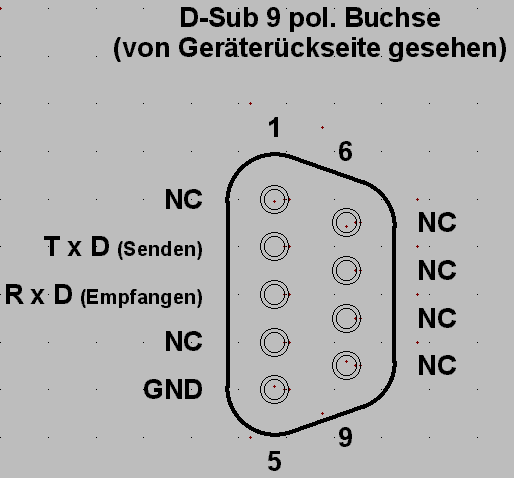 D-Sub 9 pol. Buchse
(von Geräterückseite gesehen)
1
6
NC
NC
T x D (Senden)
NC
R x D (Empfangen)
NC
NC
NC
GND
9
5